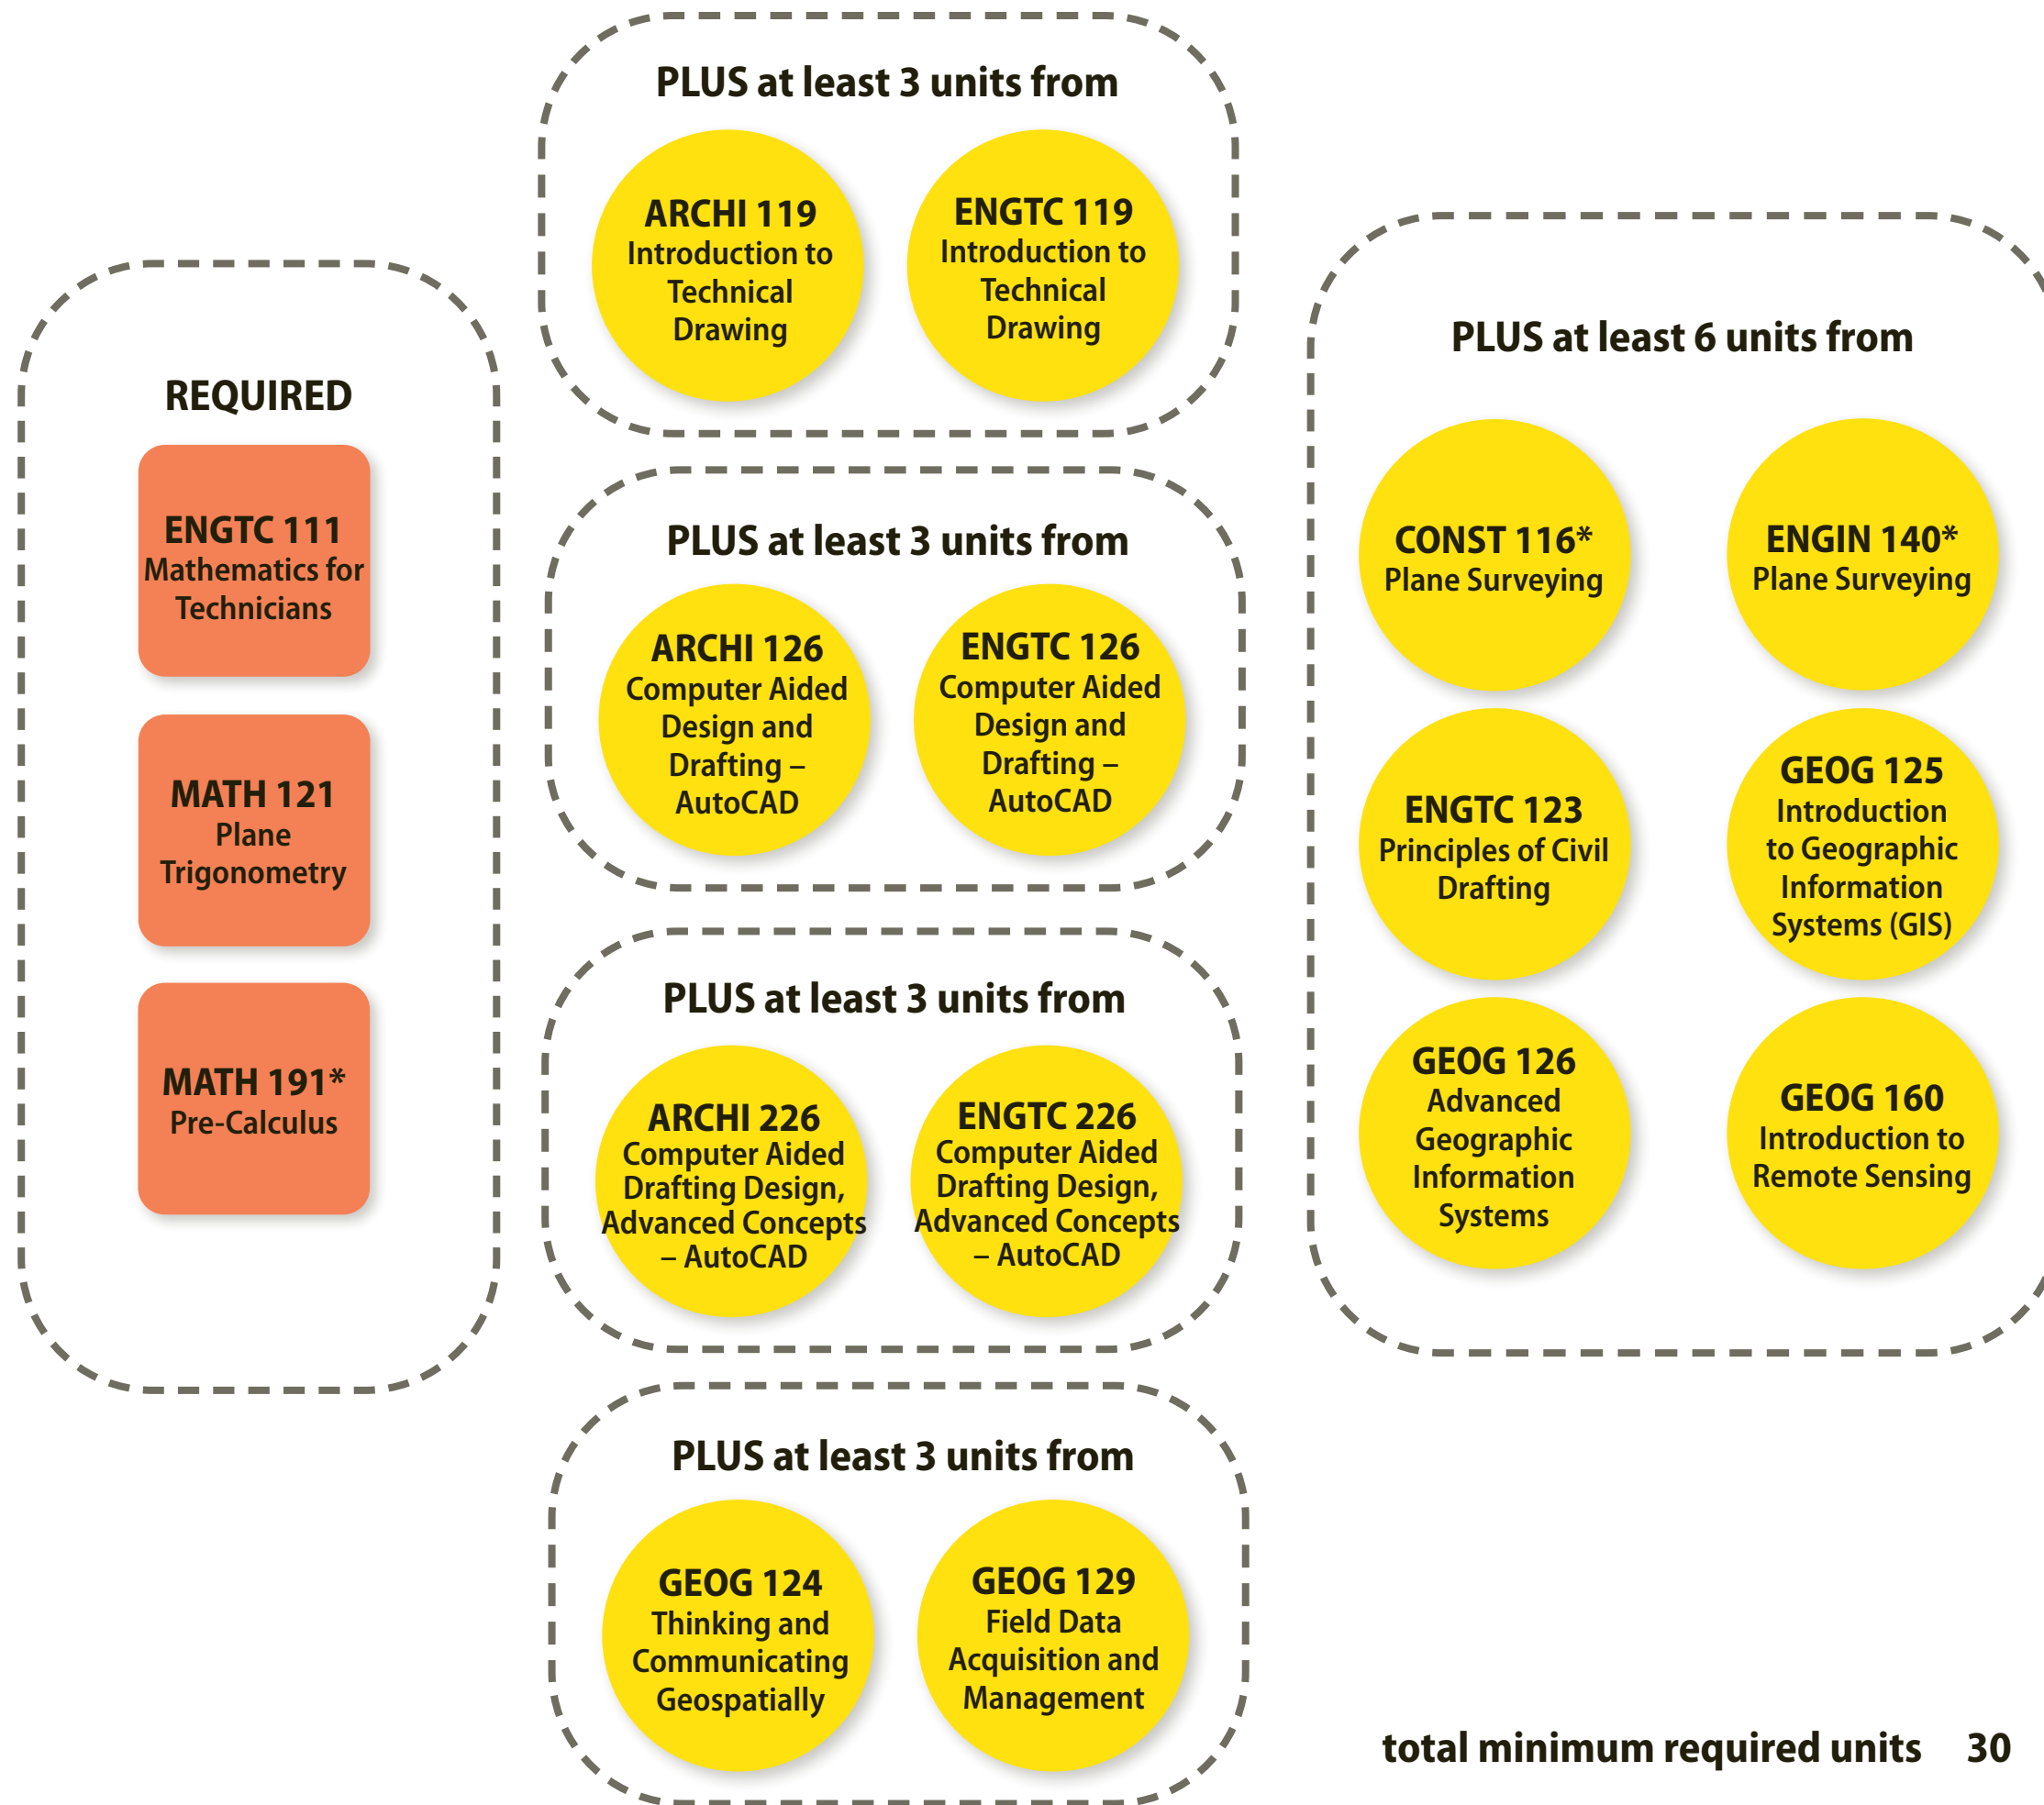 REQUIRED
ENGTC 111
Mathematics for
Technicians
MATH 121
Plane
Trigonometry
MATH 191*
Pre-Calculus
PLUS at least 3 units from
ARCHI 119
Introduction to
Technical
Drawing
ENGTC 119
Introduction to
Technical
Drawing
PLUS at least 3 units from
ARCHI 126
Computer Aided
Design and
Drafting –
AutoCAD
ENGTC 126
Computer Aided
Design and
Drafting –
AutoCAD
PLUS at least 3 units from
ARCHI 226
Computer Aided
Drafting Design,
Advanced Concepts
– AutoCAD
ENGTC 226
Computer Aided
Drafting Design,
Advanced Concepts
– AutoCAD
PLUS at least 3 units from
GEOG 124
Thinking and
Communicating
Geospatially
GEOG 129
Field Data
Acquisition and
Management
PLUS at least 6 units from
CONST 116*
Plane Surveying
ENGIN 140*
Plane Surveying
ENGTC 123
Principles of Civil
Drafting
GEOG 125
Introduction
to Geographic
Information
Systems (GIS)
GEOG 126
Advanced
Geographic
Information
Systems
GEOG 160
Introduction to
Remote Sensing
total minimum required units 30